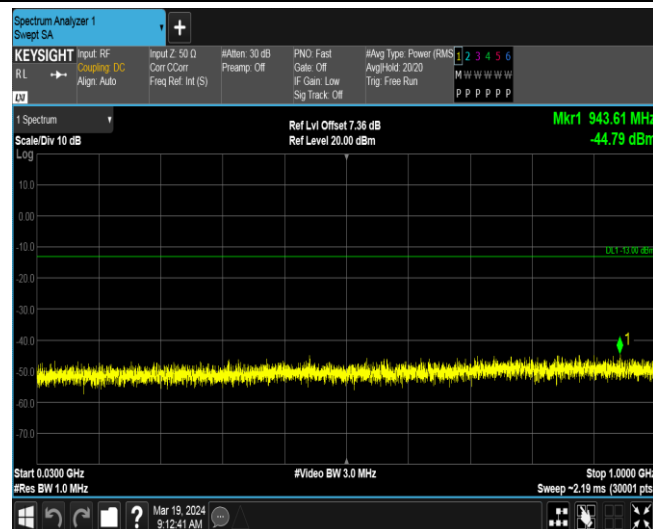 Spectrum Analyzer 1
Swept SA
+
KEYSIGHT
RL
LXI
Input: RF
Coupling: DC
Align: Auto
Input Z: 50 Ω
Corr CCorr
Freq Ref: Int (S)
#Atten: 30 dB
Preamp: Off
PNO: Fast
Gate: Off
IF Gain: Low
Sig Track: Off
#Avg Type: Power (RMS
Avg|Hold: 20/20
Trig: Free Run
1 2 3 4 5 6
M W W W W W
P P P P P P
1 Spectrum
Scale/Div 10 dB
Log
Ref Lvl Offset 7.36 dB
Ref Level 20.00 dBm
Mkr1 943.61 MHz
-44.79 dBm
10.0
0.00
-10.0
DL1 -13.00 dBm
-20.0
-30.0
-40.0
1
-50.0
-60.0
-70.0
Start 0.0300 GHz
#Res BW 1.0 MHz
#Video BW 3.0 MHz
Stop 1.0000 GHz
Sweep ~2.19 ms (30001 pts
?
Mar 19, 2024
9:12:41 AM